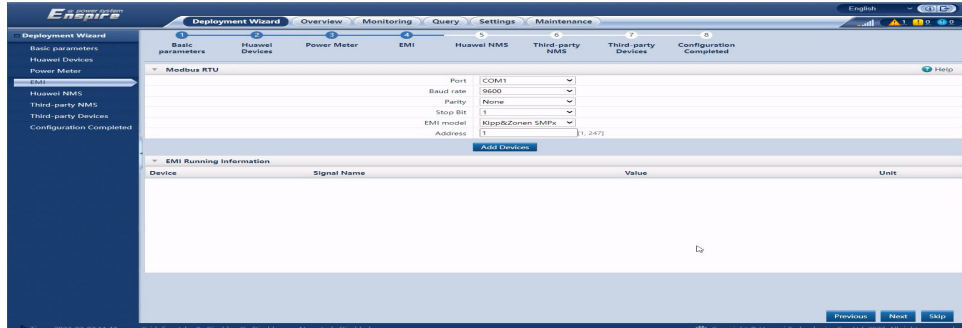 Enspire
English
Deployment Wizard Overview Monitoring Query Settings Maintenance
1 9 0
Deployment Wizard
Basic parameters
Huawei Devices
Power Meter
EMI
Huawei NMS
Third-party NMS
Third-party Devices
Configuration Completed
1 2 3 4 5 6 7 8
Basic parameters Huawei Devices Power Meter EMI Huawei NMS Third-party NMS Third-party Devices Configuration Completed
Modbus RTU Help
Port COM1
Baud rate 9600
Parity None
Stop Bit 1
EMI model Kipp&Zonen SMPx
Address 1 [1, 247]
Add Devices
EMI Running Information
Device Signal Name Value Unit
Previous Next Skip